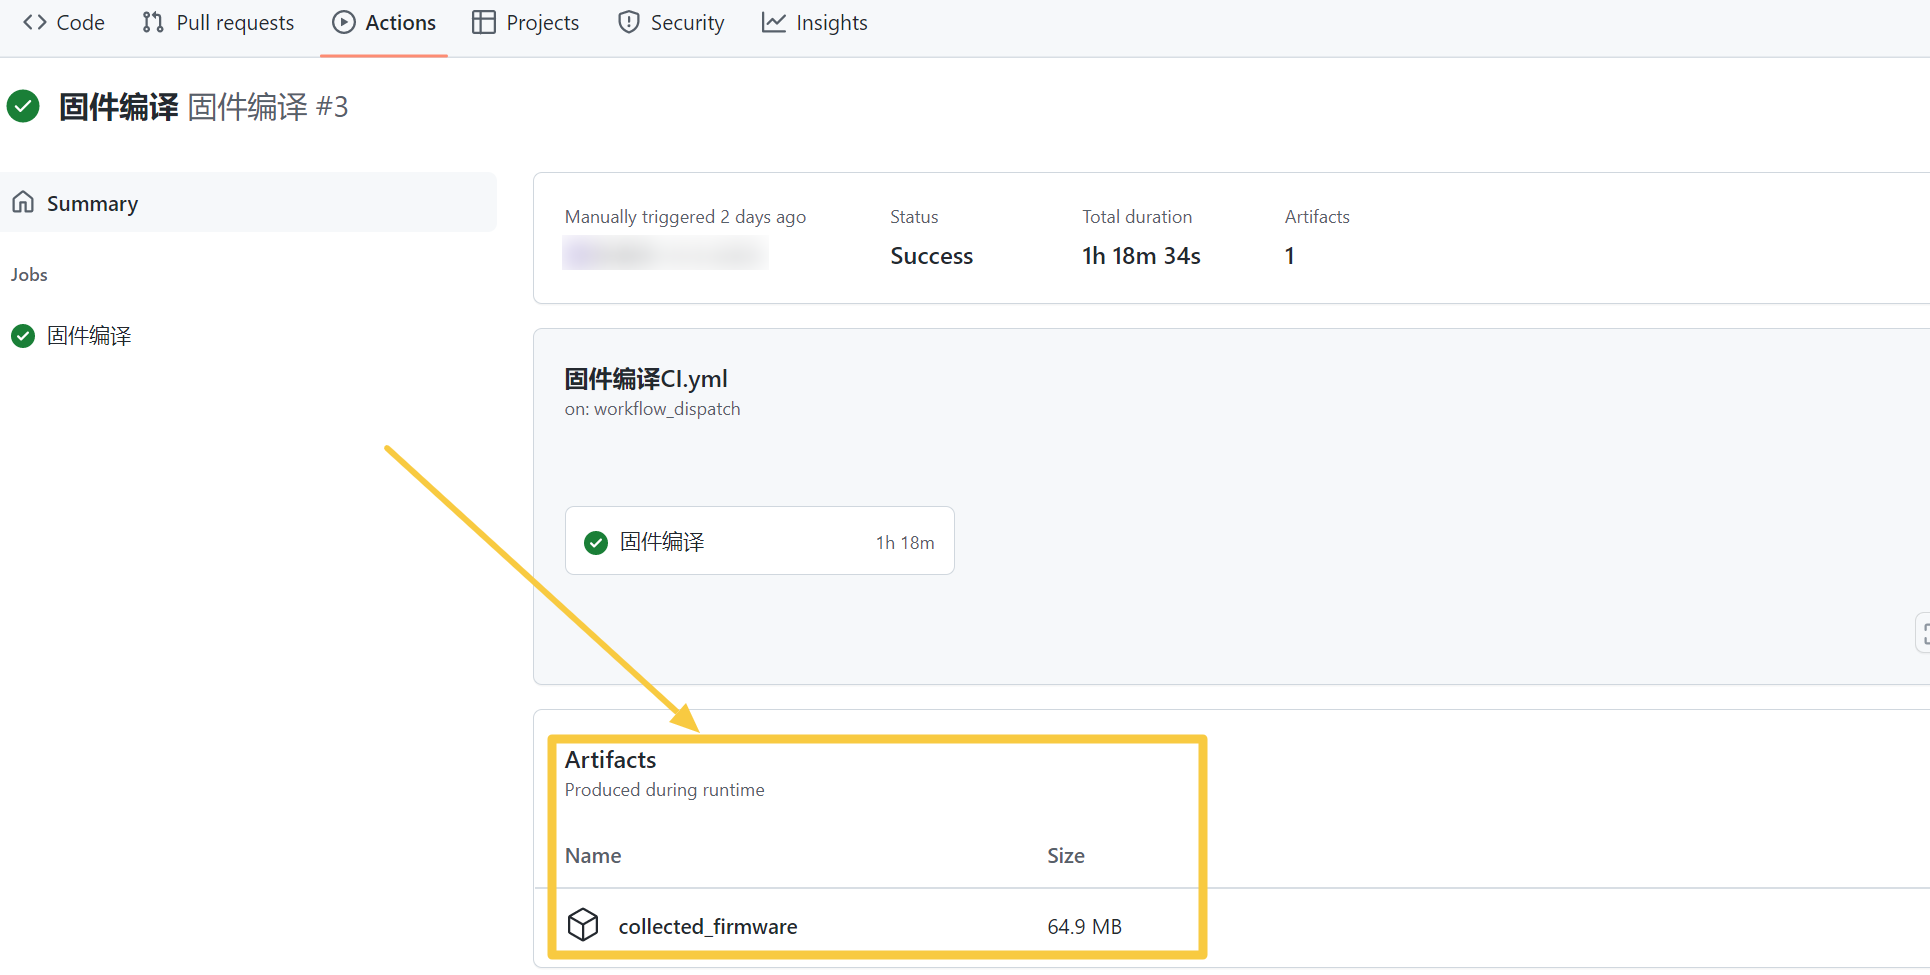 Code Pull requests Actions Projects Security Insights
固件编译 固件编译 #3
Summary
Jobs
固件编译
Manually triggered 2 days ago
Status
Success
Total duration
1h 18m 34s
Artifacts
1
固件编译CI.yml
on: workflow_dispatch
固件编译 1h 18m
Artifacts
Produced during runtime
Name Size
collected_firmware 64.9 MB